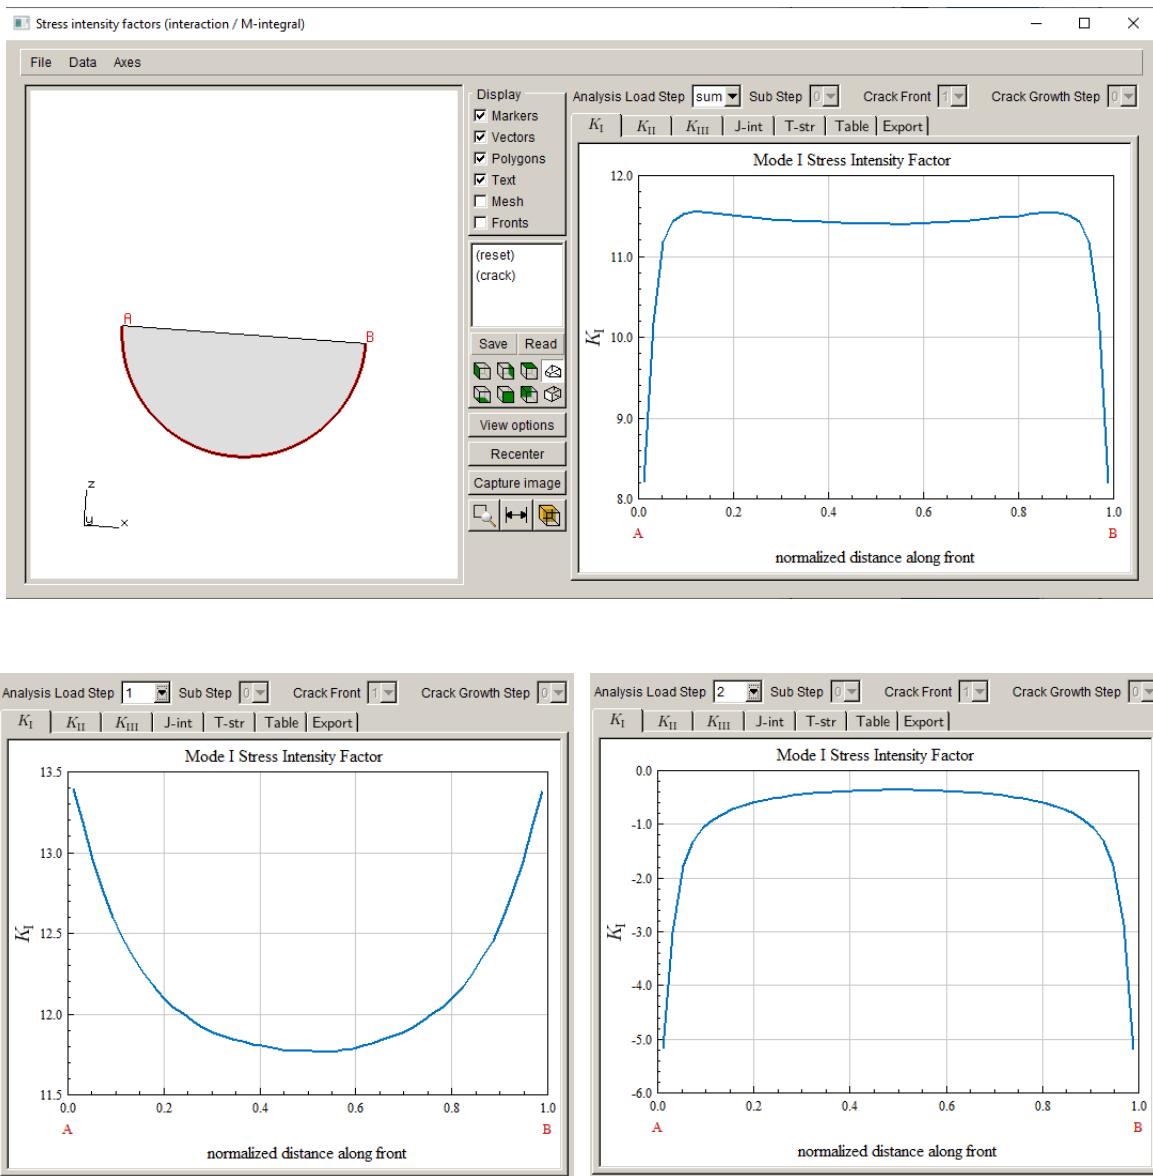 Stress intensity factors (interaction / M-integral)
File Data Axes
Display
Markers
Vectors
Polygons
Text
Mesh
Fronts
(reset)
(crack)
Save Read
View options
Recenter
Capture image
A
B
z
y
x
Analysis Load Step sum Sub Step 0 Crack Front 1 Crack Growth Step 0
KI KII KIII J-int T-str Table Export
Mode I Stress Intensity Factor
12.0
11.0
10.0
9.0
8.0
KI
0.0 0.2 0.4 0.6 0.8 1.0
A B
normalized distance along front
Analysis Load Step 1 Sub Step 0 Crack Front 1 Crack Growth Step 0
KI KII KIII J-int T-str Table Export
Mode I Stress Intensity Factor
13.5
13.0
12.5
12.0
11.5
KI
0.0 0.2 0.4 0.6 0.8 1.0
A B
normalized distance along front
Analysis Load Step 2 Sub Step 0 Crack Front 1 Crack Growth Step 0
KI KII KIII J-int T-str Table Export
Mode I Stress Intensity Factor
0.0
-1.0
-2.0
-3.0
-4.0
-5.0
-6.0
KI
0.0 0.2 0.4 0.6 0.8 1.0
A B
normalized distance along front